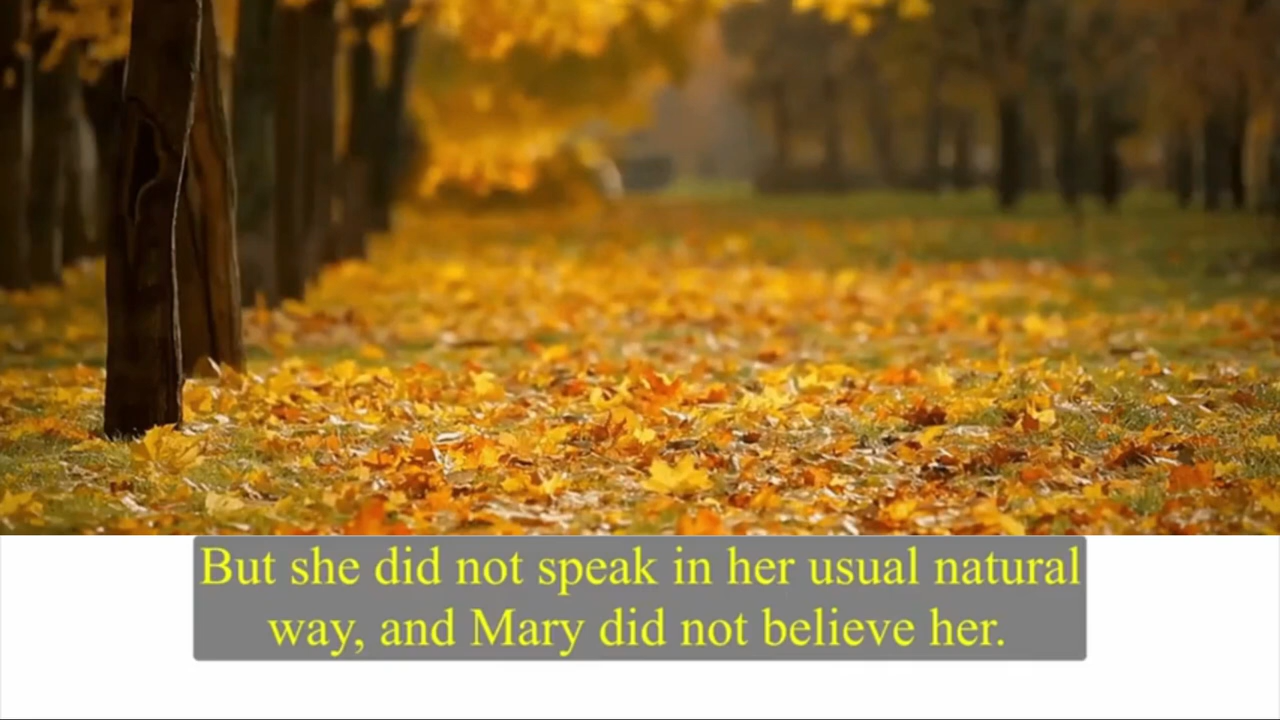 But she did not speak in her usual natural
way, and Mary did not believe her.